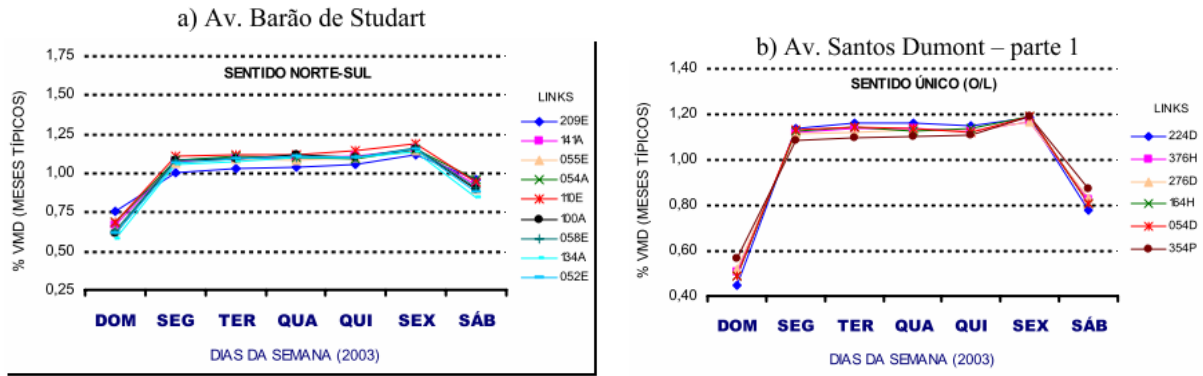 a) Av. Barão de Studart
1,75
1,50
1,25
1,00
0,75
0,50
0,25
% VMD (MESES TÍPICOS)
SENTIDO NORTE-SUL
LINKS
209E
141A
055E
054A
110E
100A
058E
134A
052E
DOM SEG TER QUA QUI SEX SÁB
DIAS DA SEMANA (2003)
b) Av. Santos Dumont – parte 1
1,40
1,20
1,00
0,80
0,60
0,40
% VMD (MESES TÍPICOS)
SENTIDO ÚNICO (O/L)
LINKS
224D
376H
276D
164H
054D
354P
DOM SEG TER QUA QUI SEX SÁB
DIAS DA SEMANA (2003)